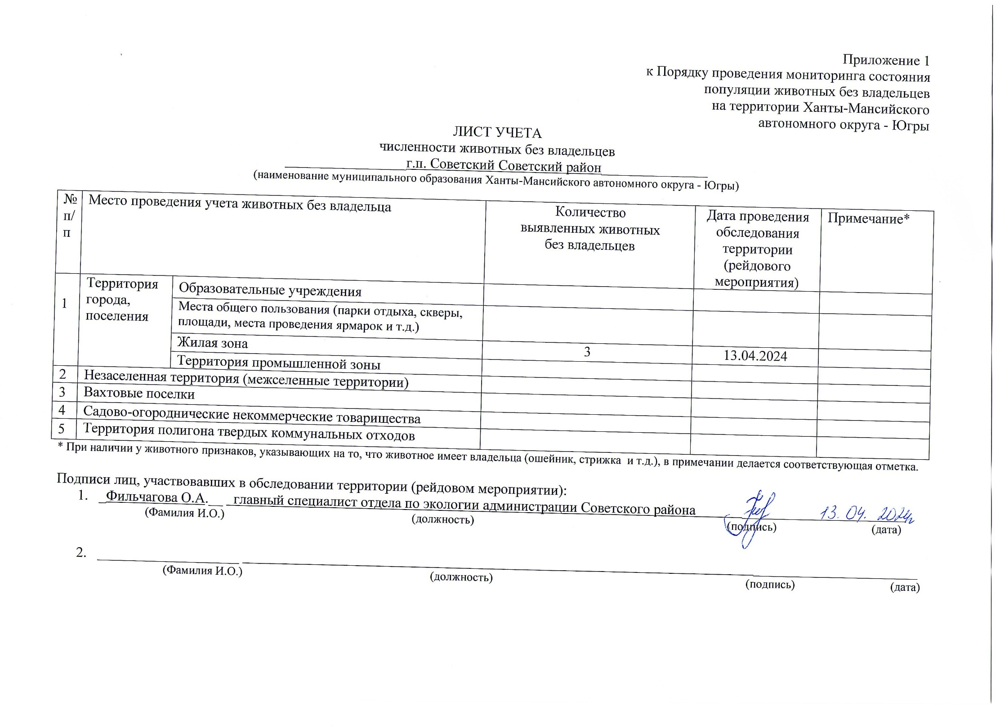 Приложение 1
к Порядку проведения мониторинга состояния
популяции животных без владельцев
на территории Ханты-Мансийского
автономного округа - Югры
ЛИСТ УЧЕТА
численности животных без владельцев
г.п. Советский Советский район
(наименование муниципального образования Ханты-Мансийского автономного округа - Югры)
№ п/п Место проведения учета животных без владельца Количество выявленных животных без владельцев Дата проведения обследования территории (рейдового мероприятия) Примечание*
1 Территория города, поселения
Образовательные учреждения
Места общего пользования (парки отдыха, скверы,
площади, места проведения ярмарок и т.д.)
Жилая зона 3 13.04.2024
Территория промышленной зоны
2 Незаселенная территория (межселенные территории)
3 Вахтовые поселки
4 Садово-огороднические некоммерческие товарищества
5 Территория полигона твердых коммунальных отходов
* При наличии у животного признаков, указывающих на то, что животное имеет владельца (ошейник, стрижка и т.д.), в примечании делается соответствующая отметка.
Подписи лиц, участвовавших в обследовании территории (рейдовом мероприятии):
1. Фильчагова О.А. главный специалист отдела по экологии администрации Советского района 13.04.2024г
(Фамилия И.О.) (должность) (подпись) (дата)
2.
(Фамилия И.О.) (должность) (подпись) (дата)